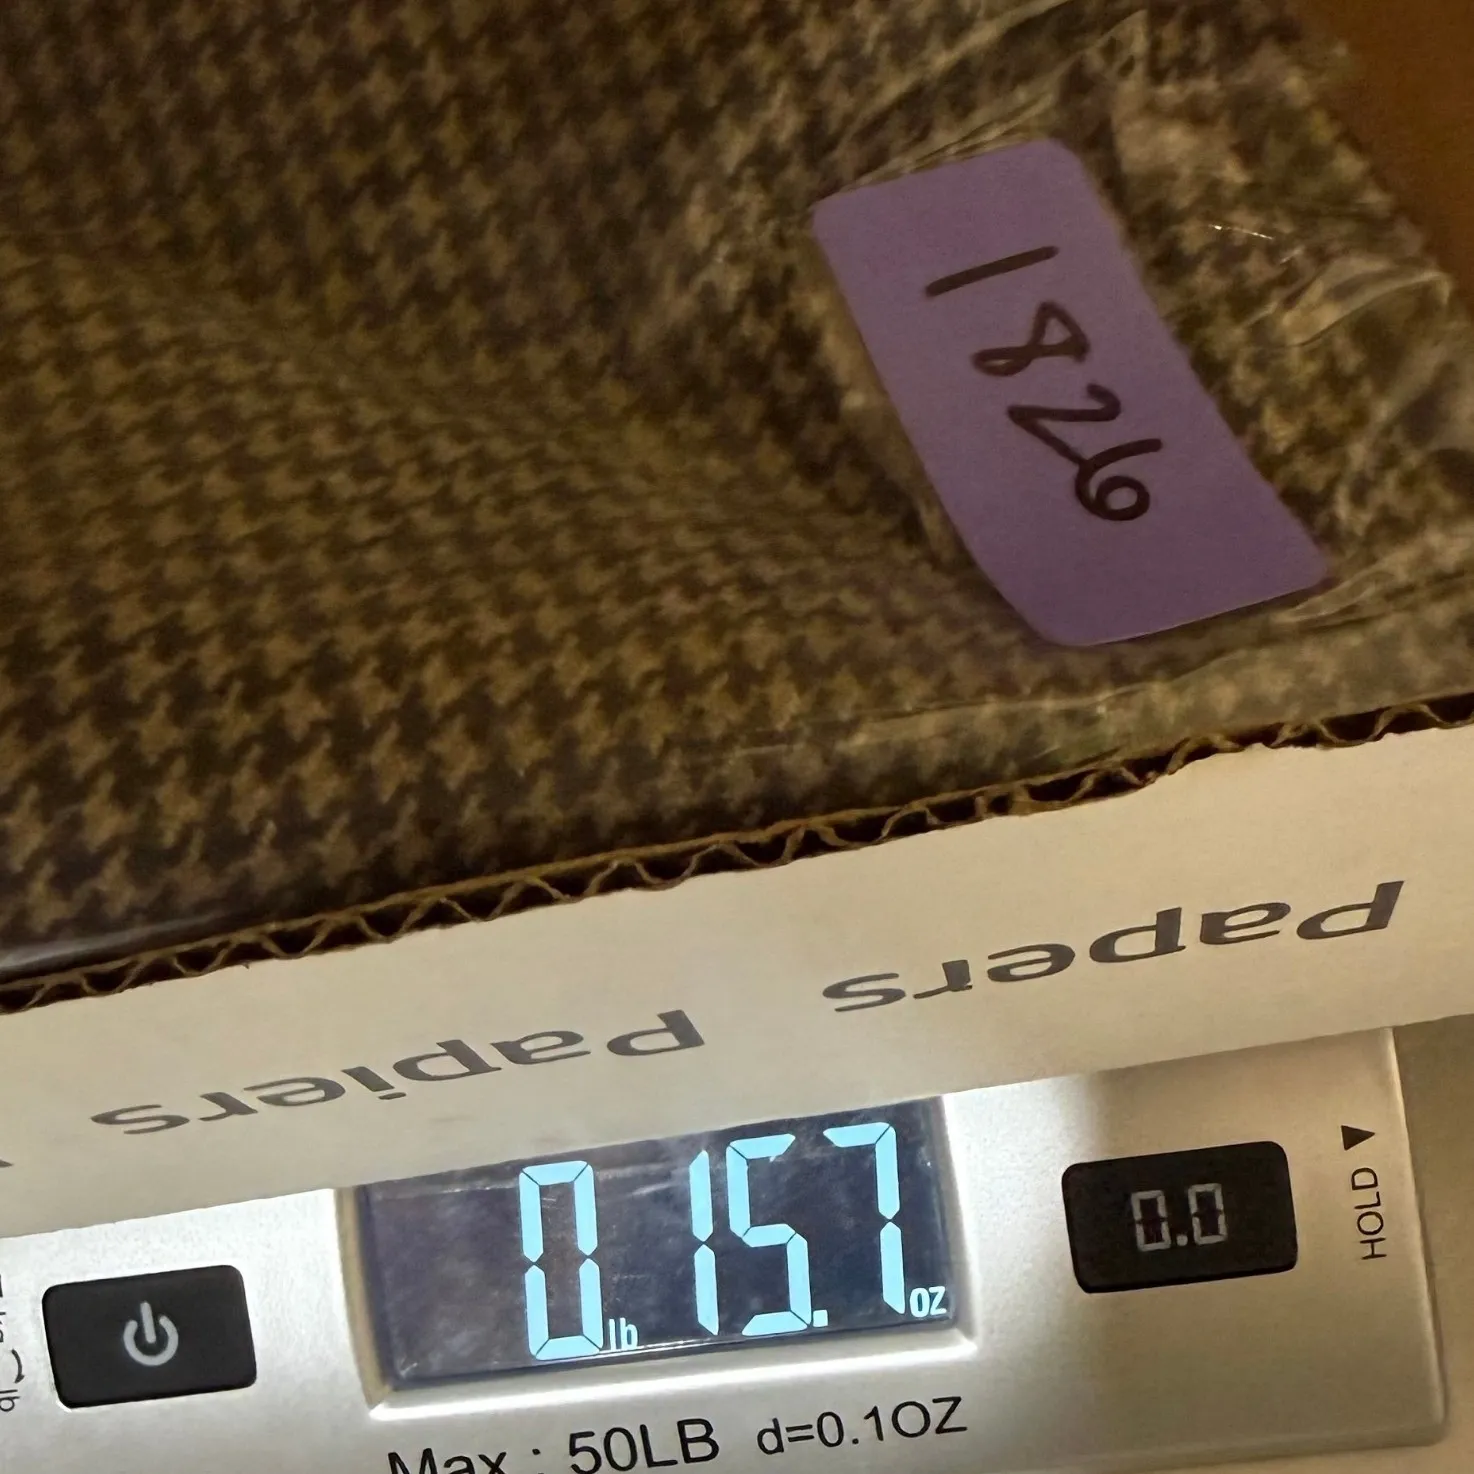 1826
Papers
Papiers
0 lb 15.7 oz
0.0
HOLD ▲
Max : 50LB d=0.1OZ